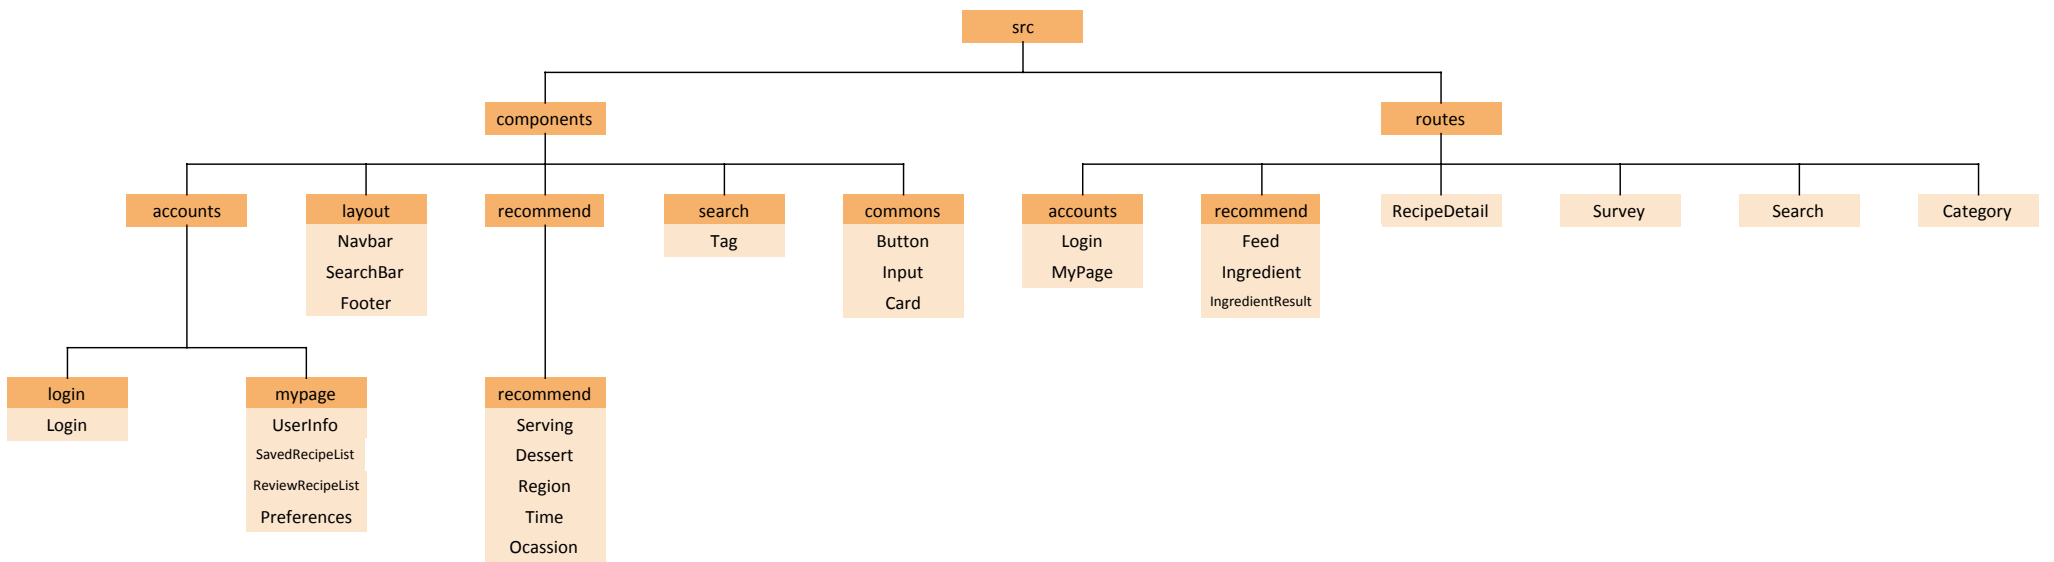 src
components
routes
accounts
layout
Navbar
SearchBar
Footer
recommend
search
Tag
commons
Button
Input
Card
accounts
Login
MyPage
recommend
Feed
Ingredient
IngredientResult
RecipeDetail
Survey
Search
Category
login
Login
mypage
UserInfo
SavedRecipeList
ReviewRecipeList
Preferences
recommend
Serving
Dessert
Region
Time
Ocassion